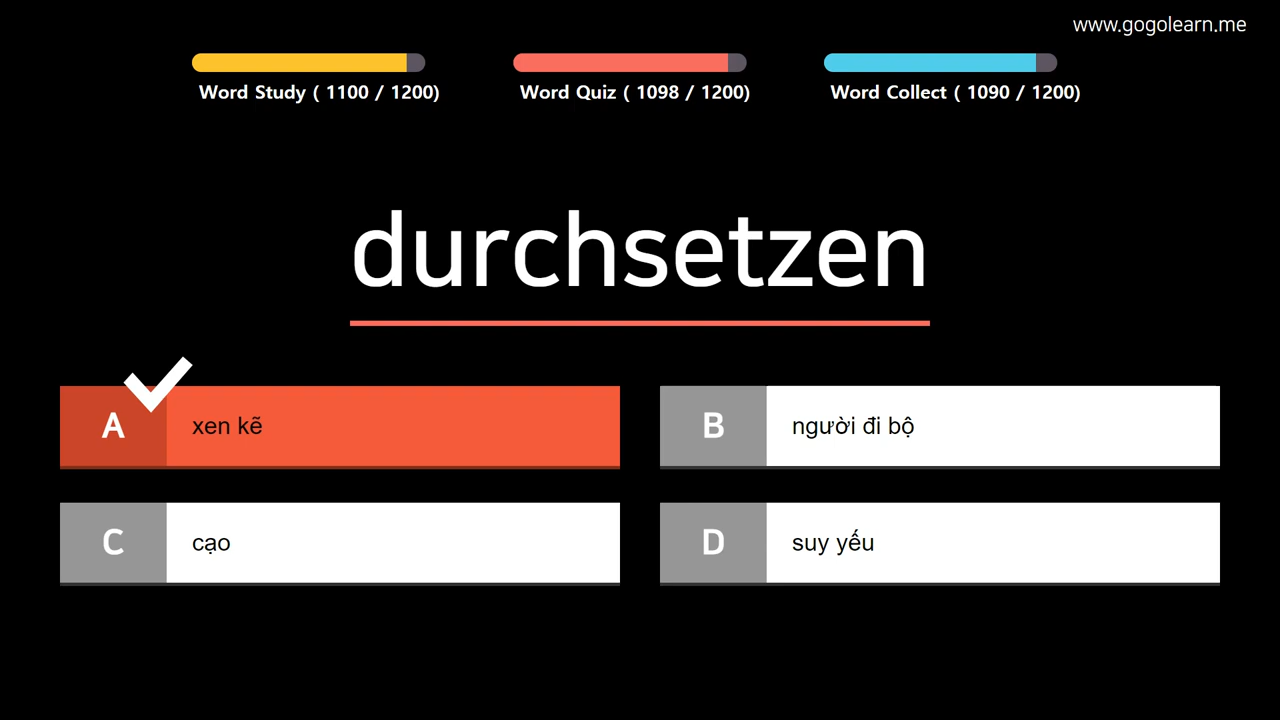 www.gogolearn.me
Word Study ( 1100 / 1200)
Word Quiz ( 1098 / 1200)
Word Collect ( 1090 / 1200)
durchsetzen
A xen kẽ
B người đi bộ
C cạo
D suy yếu